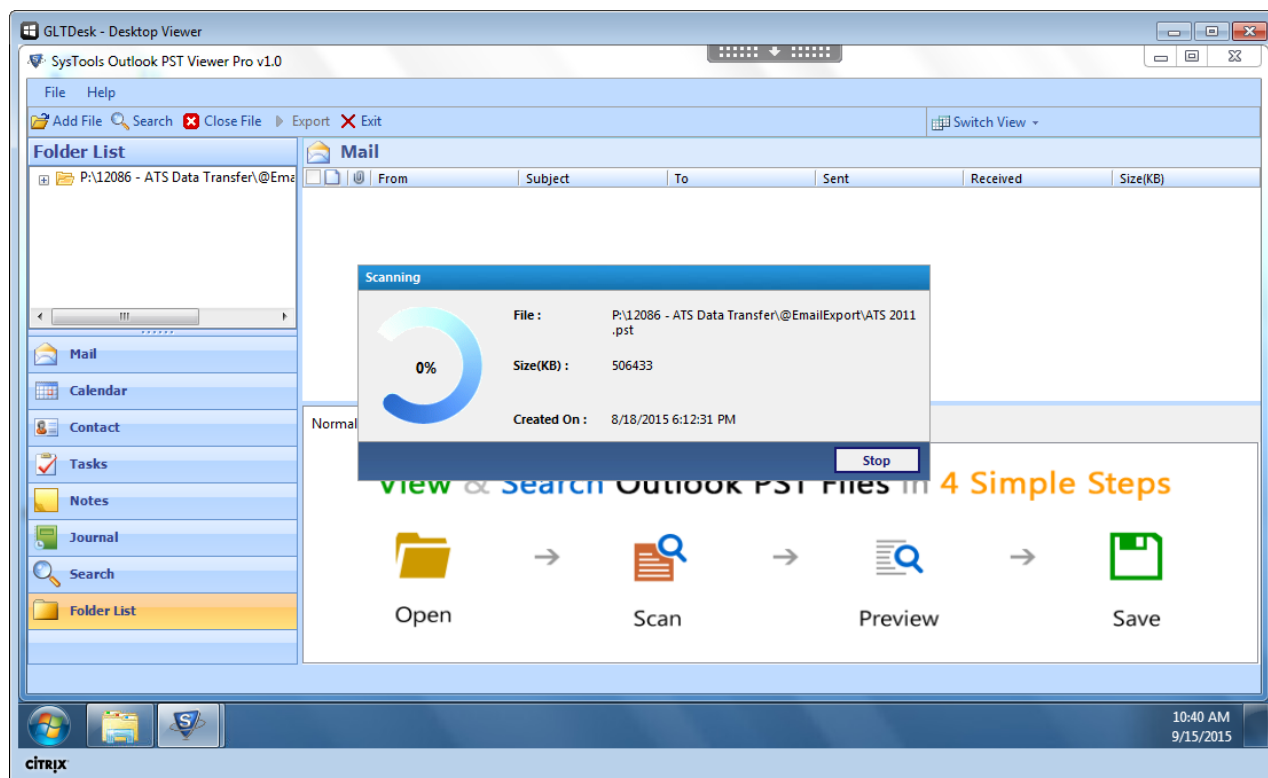 GLTDesk - Desktop Viewer
SysTools Outlook PST Viewer Pro v1.0
File Help
Add File Search Close File Export Exit
Switch View
Folder List
Mail
P:\12086 - ATS Data Transfer\@Ema
From Subject To Sent Received Size(KB)
Scanning
0%
File : P:\12086 - ATS Data Transfer\@EmailExport\ATS 2011
.pst
Size(KB) : 506433
Created On : 8/18/2015 6:12:31 PM
Stop
Mail
Calendar
Contact
Tasks
Notes
Journal
Search
Folder List
Normal
View & Search Outlook PST Files in 4 Simple Steps
Open
Scan
Preview
Save
10:40 AM
9/15/2015
CITRIX